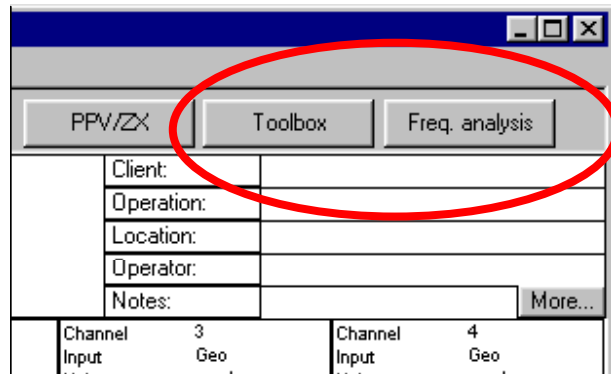 PPV/ZX Toolbox Freq. analysis
Client:
Operation:
Location:
Operator:
Notes: More...
Channel 3 Channel 4
Input Geo Input Geo